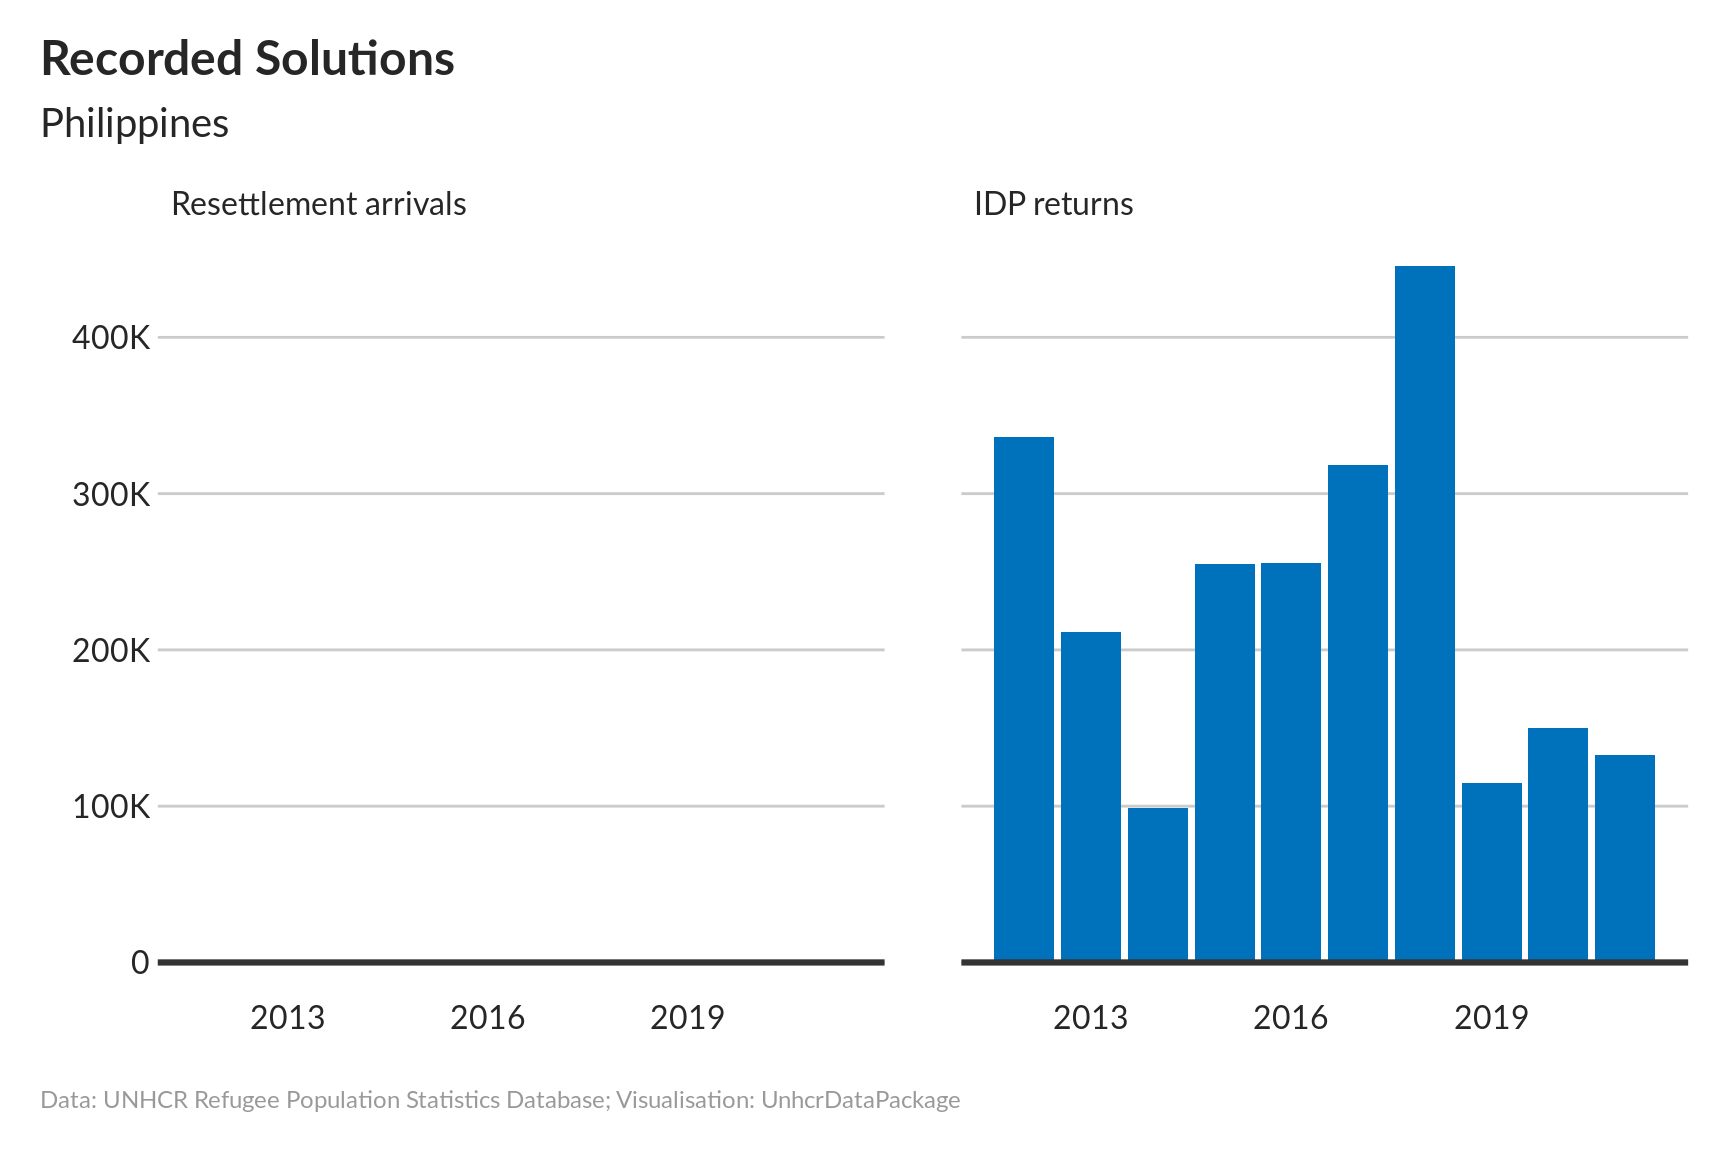 Recorded Solutions
Philippines
Resettlement arrivals
IDP returns
400K
300K
200K
100K
0
2013 2016 2019
2013 2016 2019
Data: UNHCR Refugee Population Statistics Database; Visualisation: UnhcrDataPackage